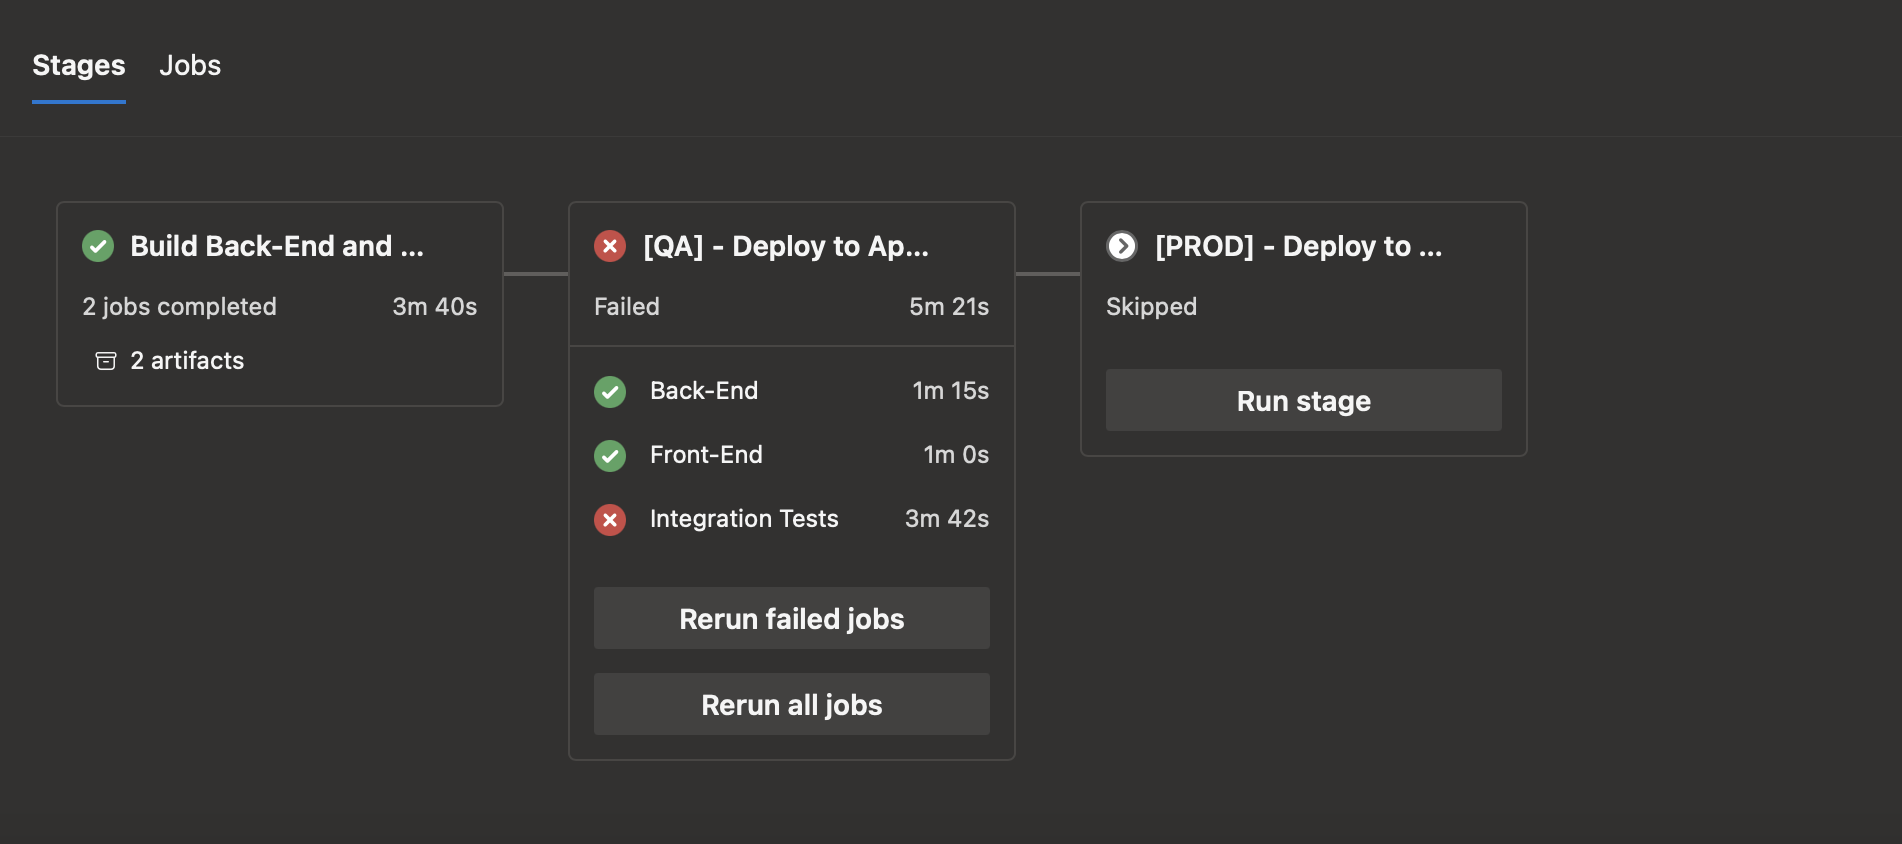 Stages Jobs
Build Back-End and ...
2 jobs completed 3m 40s
2 artifacts
[QA] - Deploy to Ap...
Failed 5m 21s
Back-End 1m 15s
Front-End 1m 0s
Integration Tests 3m 42s
Rerun failed jobs
Rerun all jobs
[PROD] - Deploy to ...
Skipped
Run stage